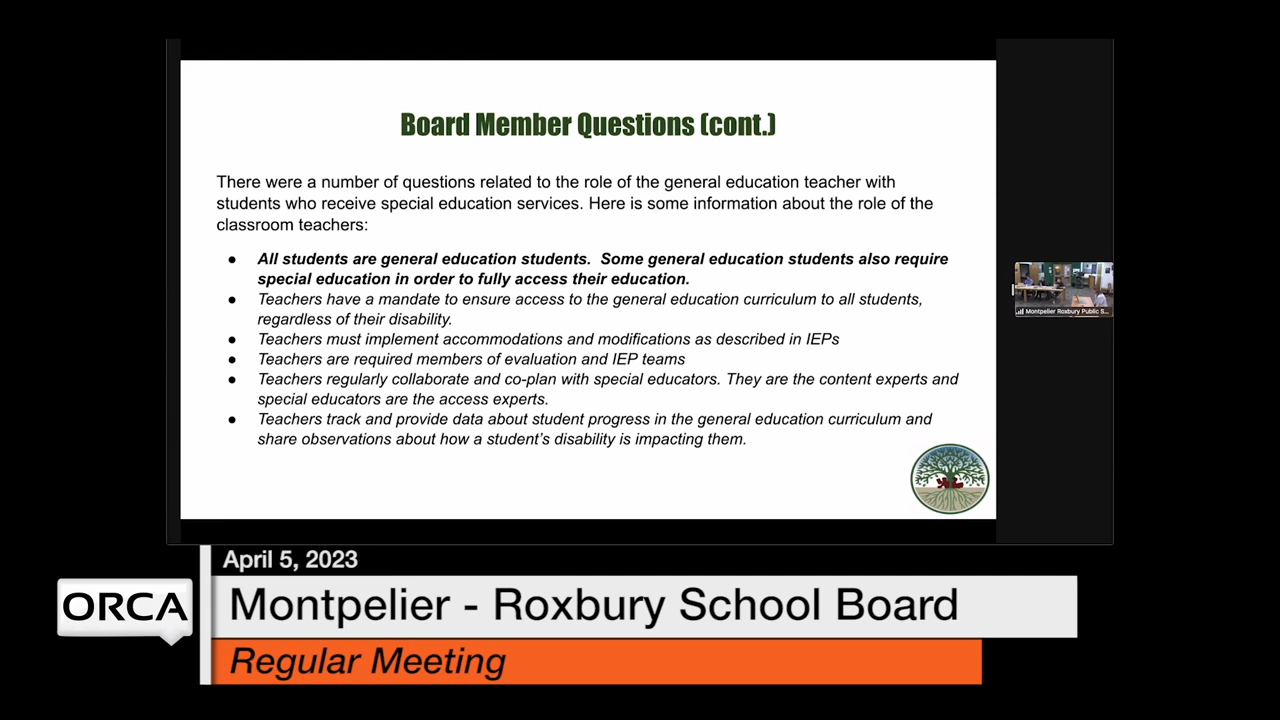 Board Member Questions (cont.)
There were a number of questions related to the role of the general education teacher with
students who receive special education services. Here is some information about the role of the
classroom teachers:
● All students are general education students.  Some general education students also require
special education in order to fully access their education.
● Teachers have a mandate to ensure access to the general education curriculum to all students,
regardless of their disability.
● Teachers must implement accommodations and modifications as described in IEPs
● Teachers are required members of evaluation and IEP teams
● Teachers regularly collaborate and co-plan with special educators. They are the content experts and
special educators are the access experts.
● Teachers track and provide data about student progress in the general education curriculum and
share observations about how a student's disability is impacting them.
Montpelier Roxbury Public S...
April 5, 2023
ORCA
Montpelier - Roxbury School Board
Regular Meeting